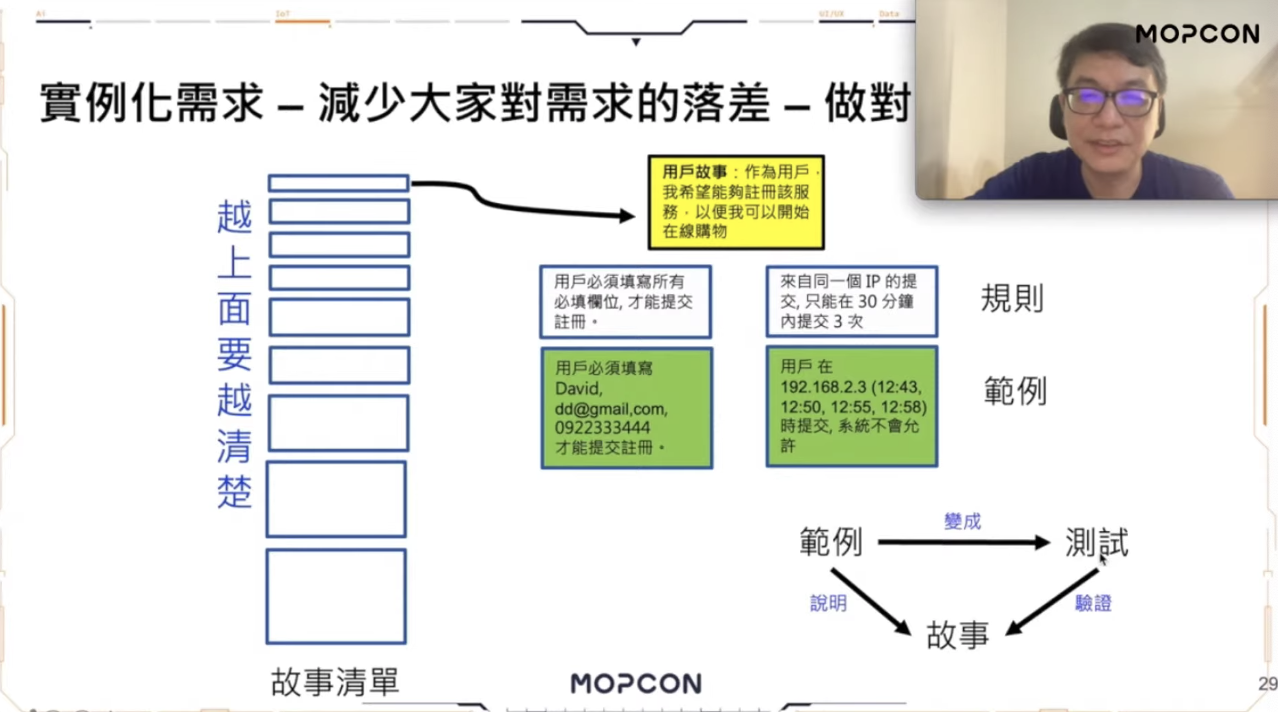 AI
IoT
UI/UX
Data
MOPCON
實例化需求 – 減少大家對需求的落差 – 做對
越上面要越清楚
用戶故事：作為用戶，
我希望能夠註冊該服
務，以便我可以開始
在線購物
用戶必須填寫所有
必填欄位, 才能提交
註冊。
來自同一個 IP 的提
交, 只能在 30 分鐘
內提交 3 次
規則
用戶必須填寫
David,
dd@gmail,com,
0922333444
才能提交註冊。
用戶 在
192.168.2.3 (12:43,
12:50, 12:55, 12:58)
時提交, 系統不會允
許
範例
範例
變成
測試
說明
驗證
故事
故事清單
MOPCON
29